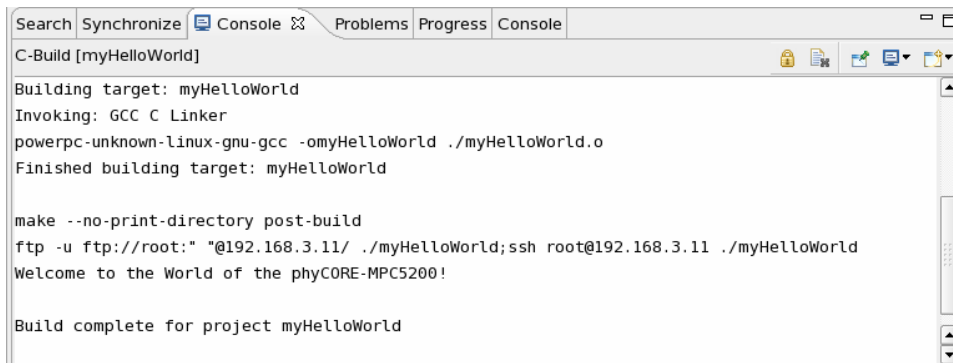 Search Synchronize Console Problems Progress Console
C-Build [myHelloWorld]
Building target: myHelloWorld
Invoking: GCC C Linker
powerpc-unknown-linux-gnu-gcc -omyHelloWorld ./myHelloWorld.o
Finished building target: myHelloWorld
make --no-print-directory post-build
ftp -u ftp://root:" "@192.168.3.11/ ./myHelloWorld;ssh root@192.168.3.11 ./myHelloWorld
Welcome to the World of the phyCORE-MPC5200!
Build complete for project myHelloWorld